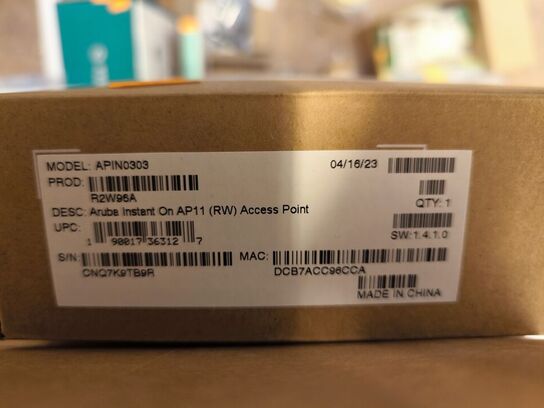 MODEL: APIN0303 04/16/23
PROD:
R2W96A
QTY: 1
DESC: Aruba Instant On AP11 (RW) Access Point
UPC:
1 90017 36312 7
SW:1.4.1.0
S/N: MAC:
CNQ7K9TB9R DCB7ACC96CCA
MADE IN CHINA